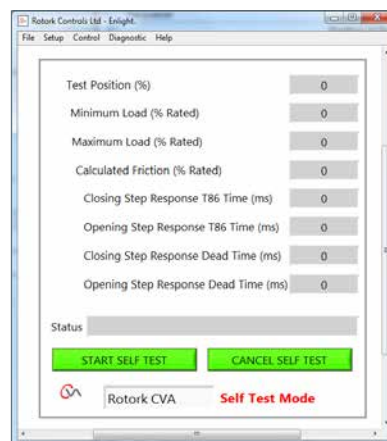 Rotork Controls Ltd - Enlight.
File Setup Control Diagnostic Help
Test Position (%) 0
Minimum Load (% Rated) 0
Maximum Load (% Rated) 0
Calculated Friction (% Rated) 0
Closing Step Response T86 Time (ms) 0
Opening Step Response T86 Time (ms) 0
Closing Step Response Dead Time (ms) 0
Opening Step Response Dead Time (ms) 0
Status
START SELF TEST CANCEL SELF TEST
Rotork CVA Self Test Mode